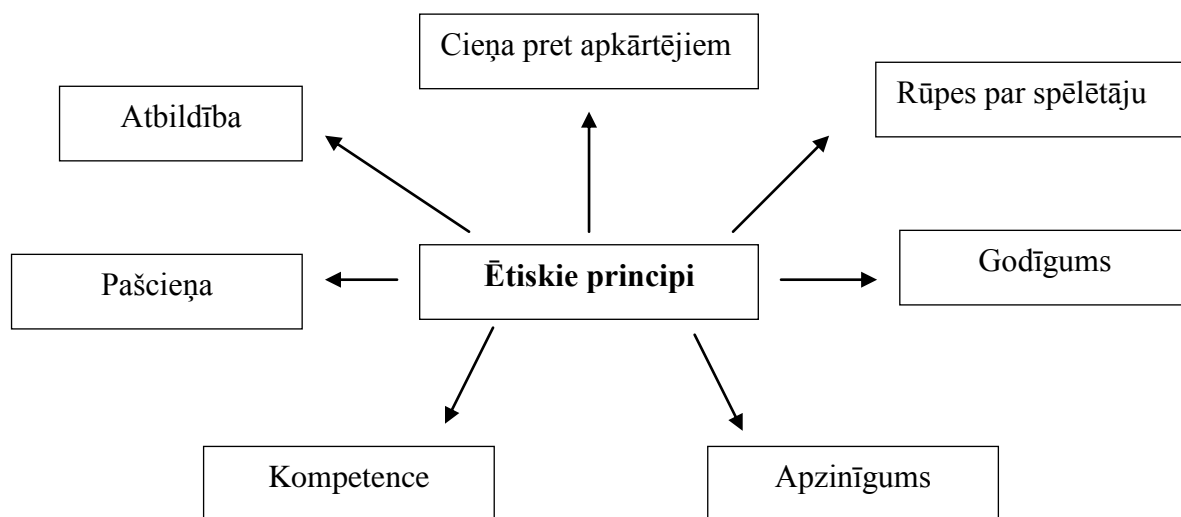 Cieņa pret apkārtējiem
Rūpes par spēlētāju
Atbildība
Ētiskie principi
Godīgums
Pašcieņa
Kompetence
Apzinīgums